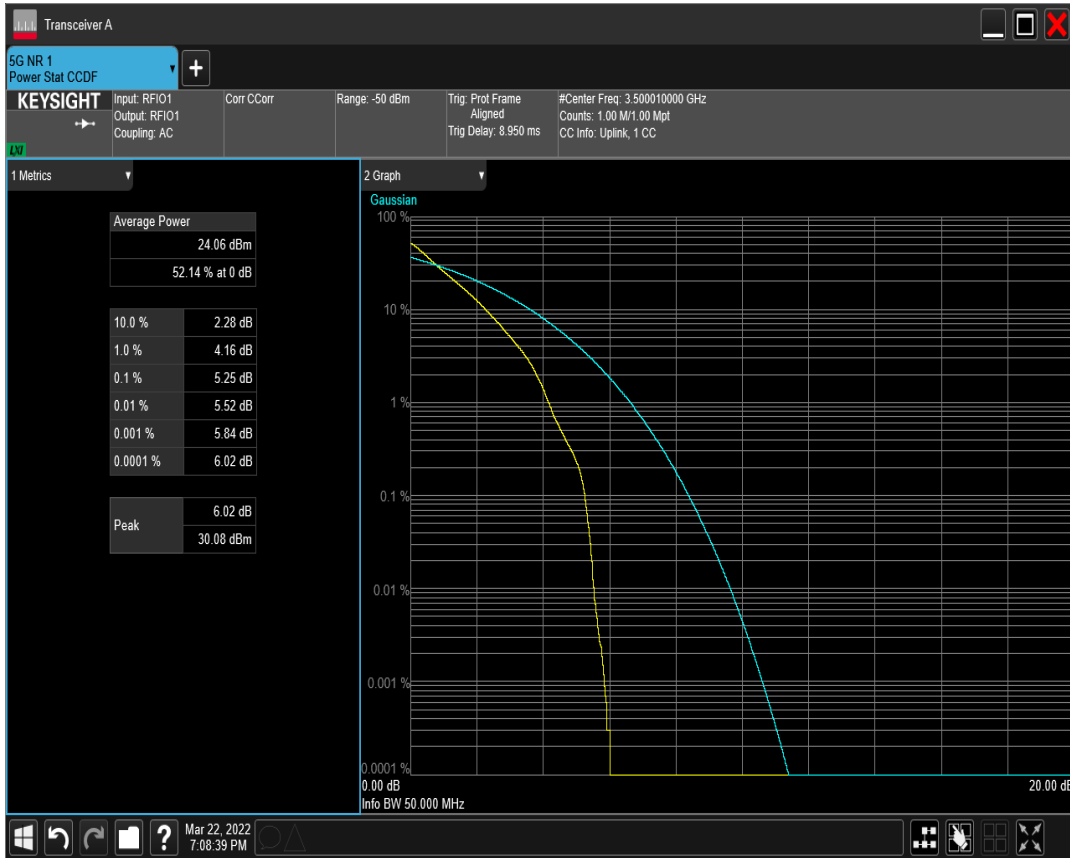 Transceiver A
5G NR 1
Power Stat CCDF
KEYSIGHT
LXI
Input: RFIO1
Output: RFIO1
Coupling: AC
Corr CCorr
Range: -50 dBm
Trig: Prot Frame
Aligned
Trig Delay: 8.950 ms
#Center Freq: 3.500010000 GHz
Counts: 1.00 M/1.00 Mpt
CC Info: Uplink, 1 CC
1 Metrics
Average Power
24.06 dBm
52.14 % at 0 dB
10.0 % 2.28 dB
1.0 % 4.16 dB
0.1 % 5.25 dB
0.01 % 5.52 dB
0.001 % 5.84 dB
0.0001 % 6.02 dB
Peak
6.02 dB
30.08 dBm
2 Graph
Gaussian
100 %
10 %
1 %
0.1 %
0.01 %
0.001 %
0.0001 %
0.00 dB 20.00 dB
Info BW 50.000 MHz
? Mar 22, 2022
7:08:39 PM